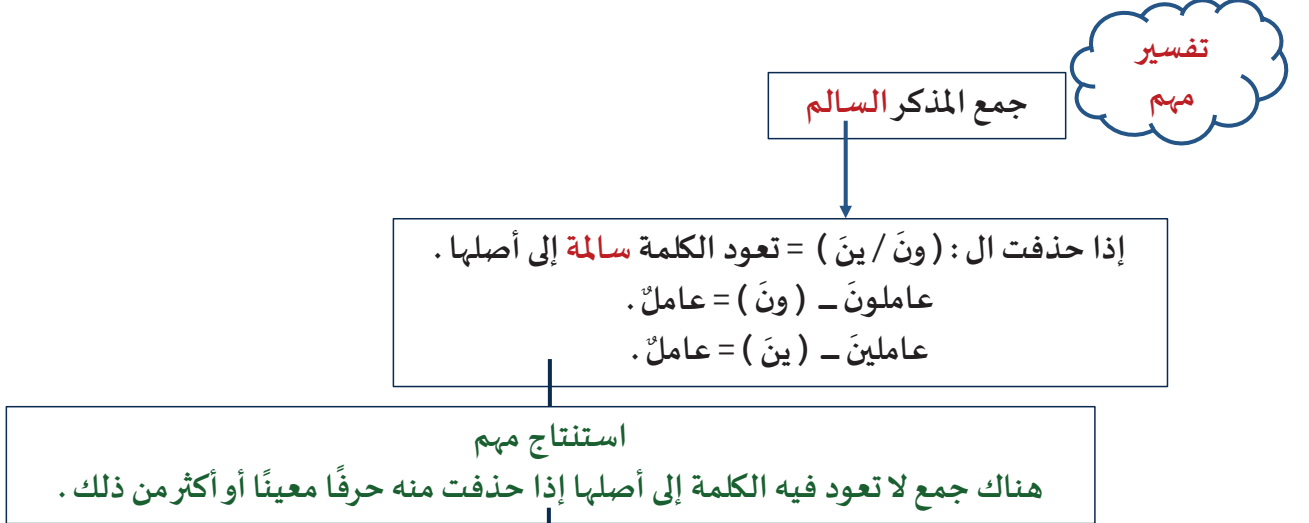 تفسير
مهم
جمع المذكر السالم
إذا حذفت ال : ( ونَ / ينَ ) = تعود الكلمة سالمة إلى أصلها .
عاملونَ – ( ونَ ) = عاملٌ .
عاملينَ – ( ينَ ) = عاملٌ .
استنتاج مهم
هناك جمع لا تعود فيه الكلمة إلى أصلها إذا حذفت منه حرفًا معينًا أو أكثر من ذلك .